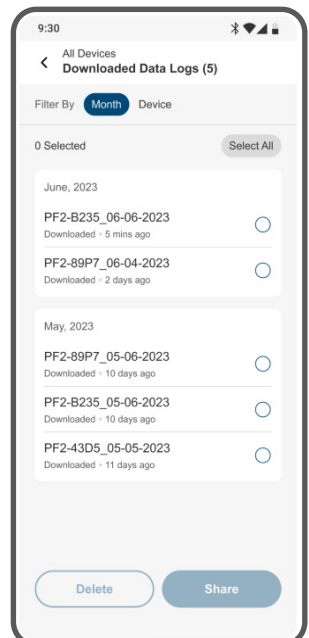 9:30
All Devices
Downloaded Data Logs (5)
Filter By Month Device
0 Selected Select All
June, 2023
PF2-B235_06-06-2023
Downloaded • 5 mins ago
PF2-89P7_06-04-2023
Downloaded • 2 days ago
May, 2023
PF2-89P7_05-06-2023
Downloaded • 10 days ago
PF2-B235_05-06-2023
Downloaded • 10 days ago
PF2-43D5_05-05-2023
Downloaded • 11 days ago
Delete Share